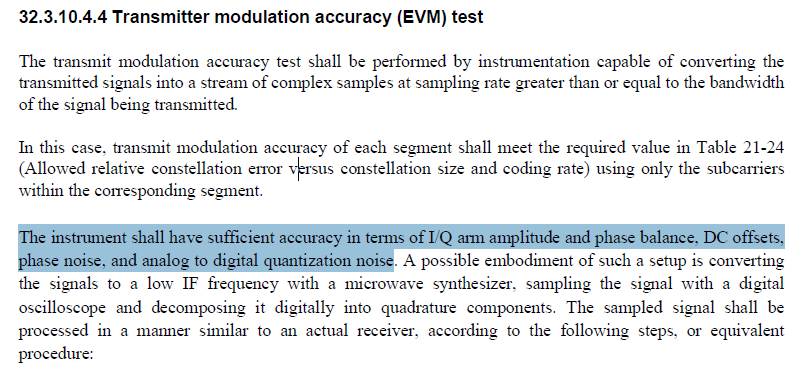 32.3.10.4.4 Transmitter modulation accuracy (EVM) test
The transmit modulation accuracy test shall be performed by instrumentation capable of converting the
transmitted signals into a stream of complex samples at sampling rate greater than or equal to the bandwidth
of the signal being transmitted.
In this case, transmit modulation accuracy of each segment shall meet the required value in Table 21-24
(Allowed relative constellation error versus constellation size and coding rate) using only the subcarriers
within the corresponding segment.
The instrument shall have sufficient accuracy in terms of I/Q arm amplitude and phase balance, DC offsets,
phase noise, and analog to digital quantization noise. A possible embodiment of such a setup is converting
the signals to a low IF frequency with a microwave synthesizer, sampling the signal with a digital
oscilloscope and decomposing it digitally into quadrature components. The sampled signal shall be
processed in a manner similar to an actual receiver, according to the following steps, or equivalent
procedure: